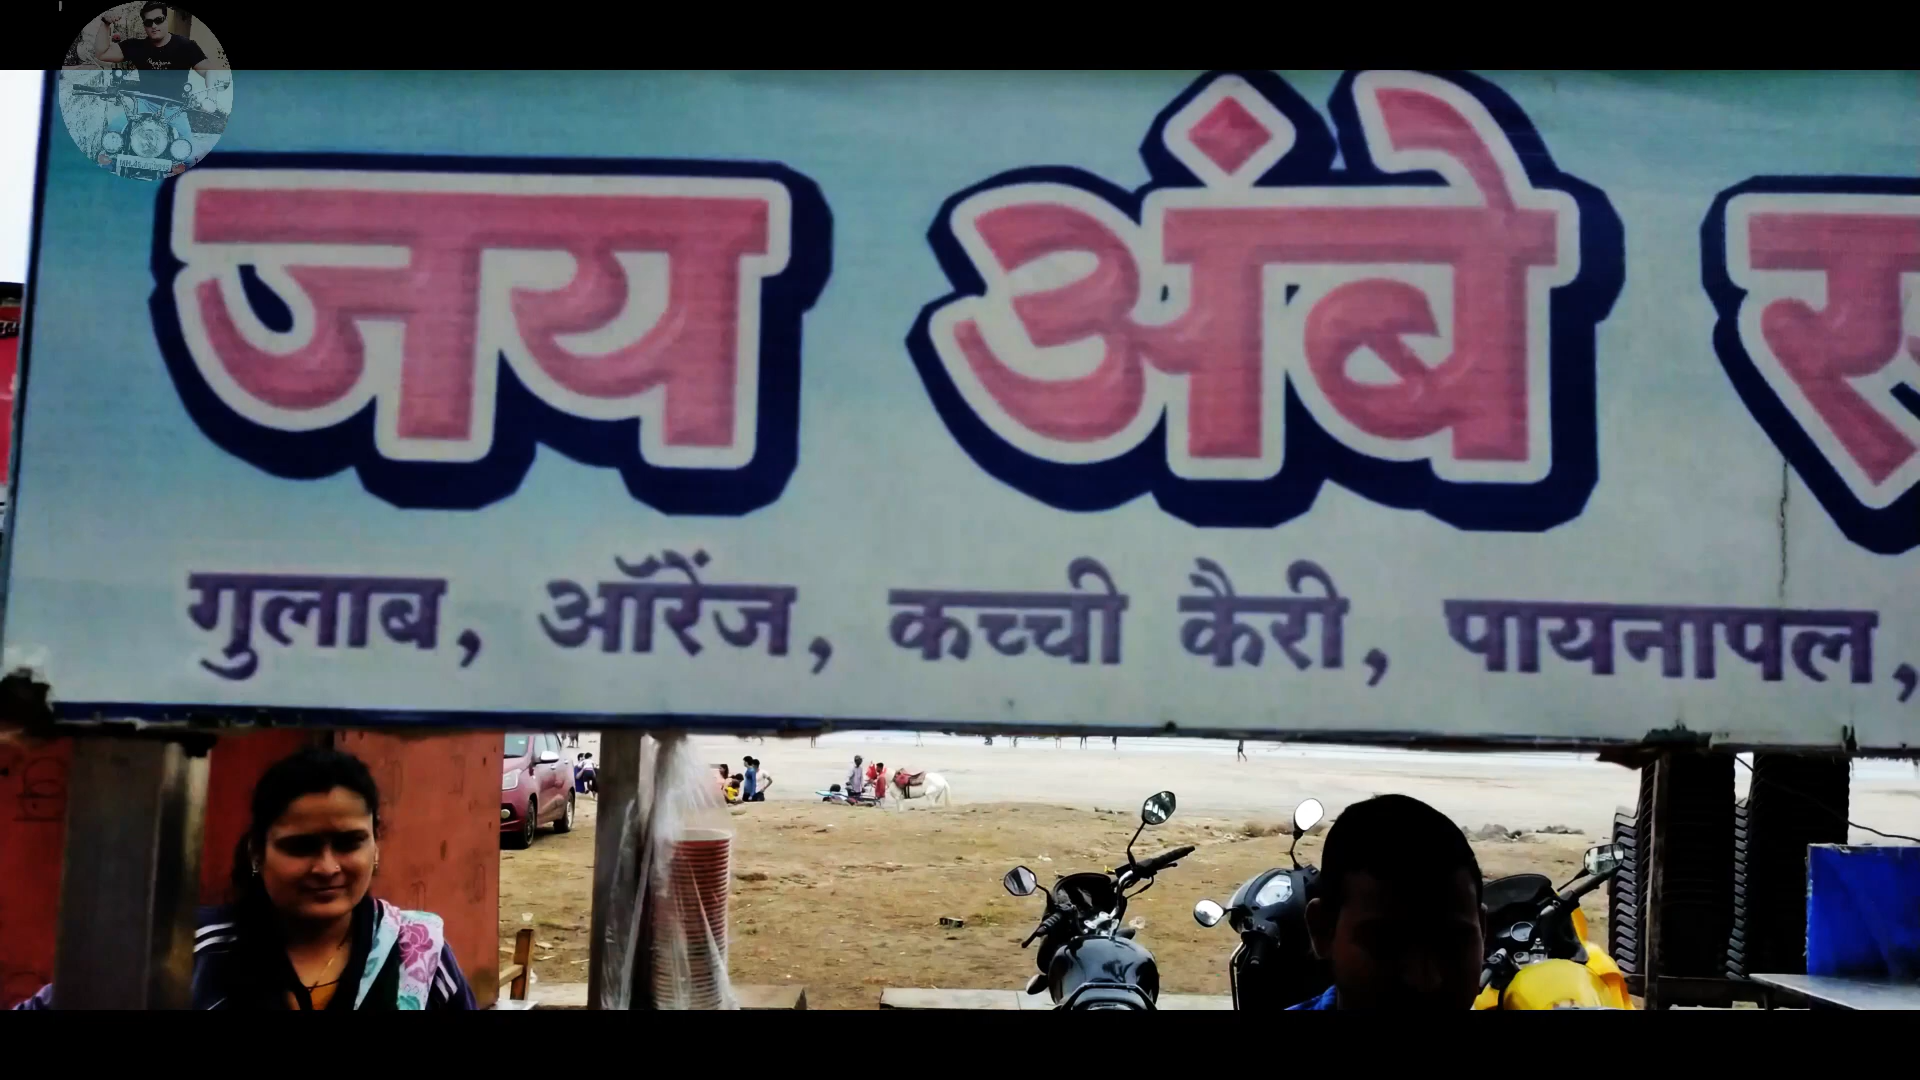 जय अंबे
गुलाब, ऑरेंज, कच्ची कैरी, पायनापल,